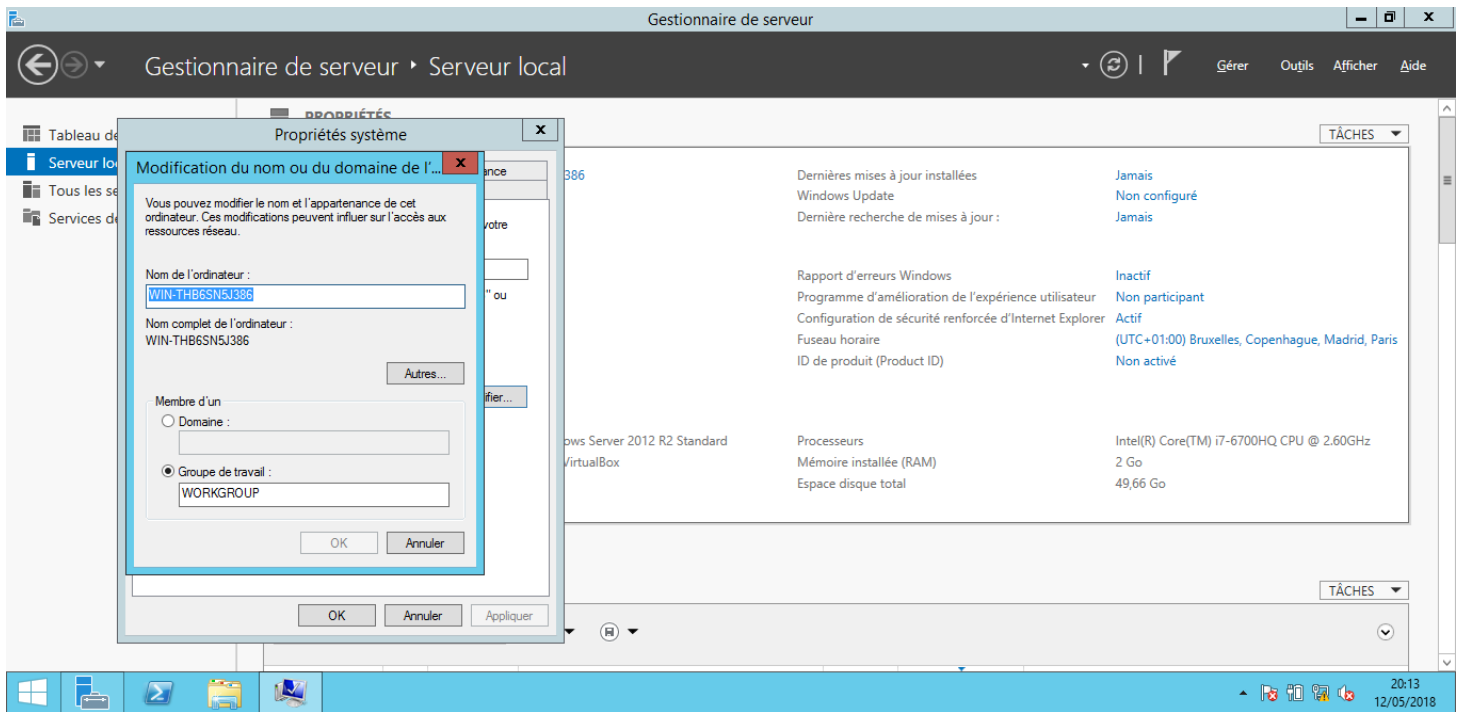 Gestionnaire de serveur
Gestionnaire de serveur ‣ Serveur local
Gérer Outils Afficher Aide
PROPRIÉTÉS
TÂCHES
Tableau de
Serveur lo
Tous les se
Services de
Propriétés système
Modification du nom ou du domaine de l'...
Vous pouvez modifier le nom et l'appartenance de cet
ordinateur. Ces modifications peuvent influer sur l'accès aux
ressources réseau.
Nom de l'ordinateur :
WIN-THB6SN5J386
Nom complet de l'ordinateur :
WIN-THB6SN5J386
Autres...
Membre d'un
Domaine :
Groupe de travail :
WORKGROUP
OK Annuler
ance
votre
" ou
ifier...
OK Annuler Appliquer
386
ows Server 2012 R2 Standard
VirtualBox
Dernières mises à jour installées Jamais
Windows Update Non configuré
Dernière recherche de mises à jour : Jamais
Rapport d'erreurs Windows Inactif
Programme d'amélioration de l'expérience utilisateur Non participant
Configuration de sécurité renforcée d'Internet Explorer Actif
Fuseau horaire (UTC+01:00) Bruxelles, Copenhague, Madrid, Paris
ID de produit (Product ID) Non activé
Processeurs Intel(R) Core(TM) i7-6700HQ CPU @ 2.60GHz
Mémoire installée (RAM) 2 Go
Espace disque total 49,66 Go
TÂCHES
20:13
12/05/2018